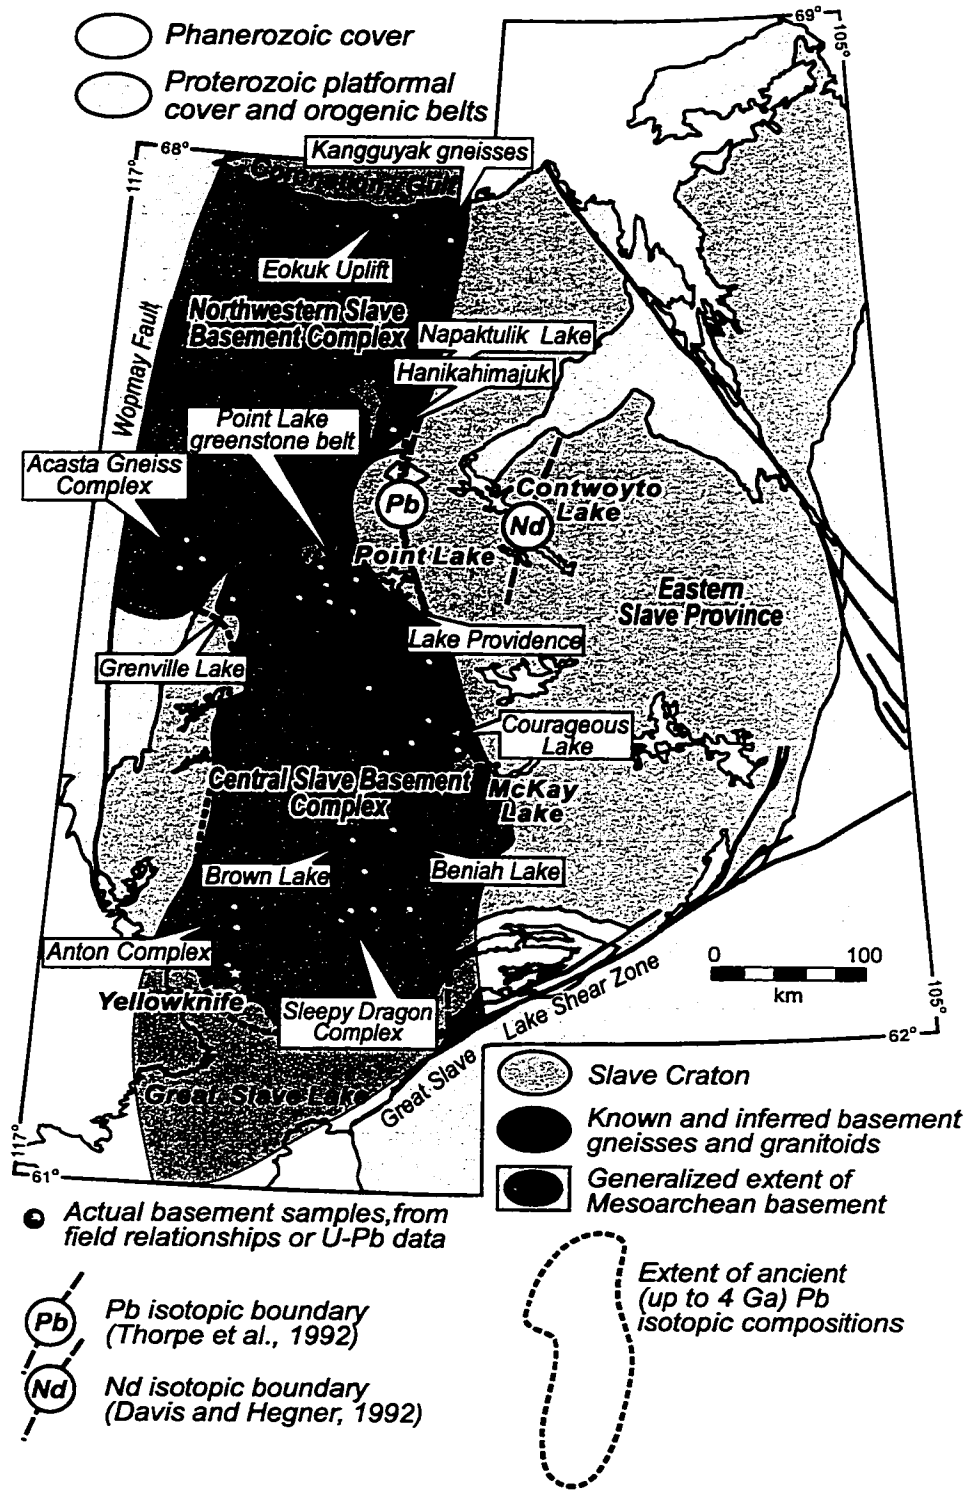 Phanerozoic cover
Proterozoic platformal
cover and orogenic belts
69°
105°
68°
117°
Kangguyak gneisses
Coronation Gulf
Eokuk Uplift
Northwestern Slave
Basement Complex
Napaktulik Lake
Hanikahimajuk
Wopmay Fault
Point Lake
greenstone belt
Acasta Gneiss
Complex
Pb
Contwoyto
Lake
Nd
Point Lake
Eastern
Slave Province
Lake Providence
Grenville Lake
Courageous
Lake
Central Slave Basement
Complex
McKay
Lake
Brown Lake
Beniah Lake
Anton Complex
Yellowknife
Sleepy Dragon
Complex
0 100
km
Great Slave Lake Shear Zone
105°
62°
Great Slave Lake
117°
61°
Slave Craton
Known and inferred basement
gneisses and granitoids
Generalized extent of
Mesoarchean basement
Actual basement samples, from
field relationships or U-Pb data
Pb
Pb isotopic boundary
(Thorpe et al., 1992)
Nd
Nd isotopic boundary
(Davis and Hegner, 1992)
Extent of ancient
(up to 4 Ga) Pb
isotopic compositions